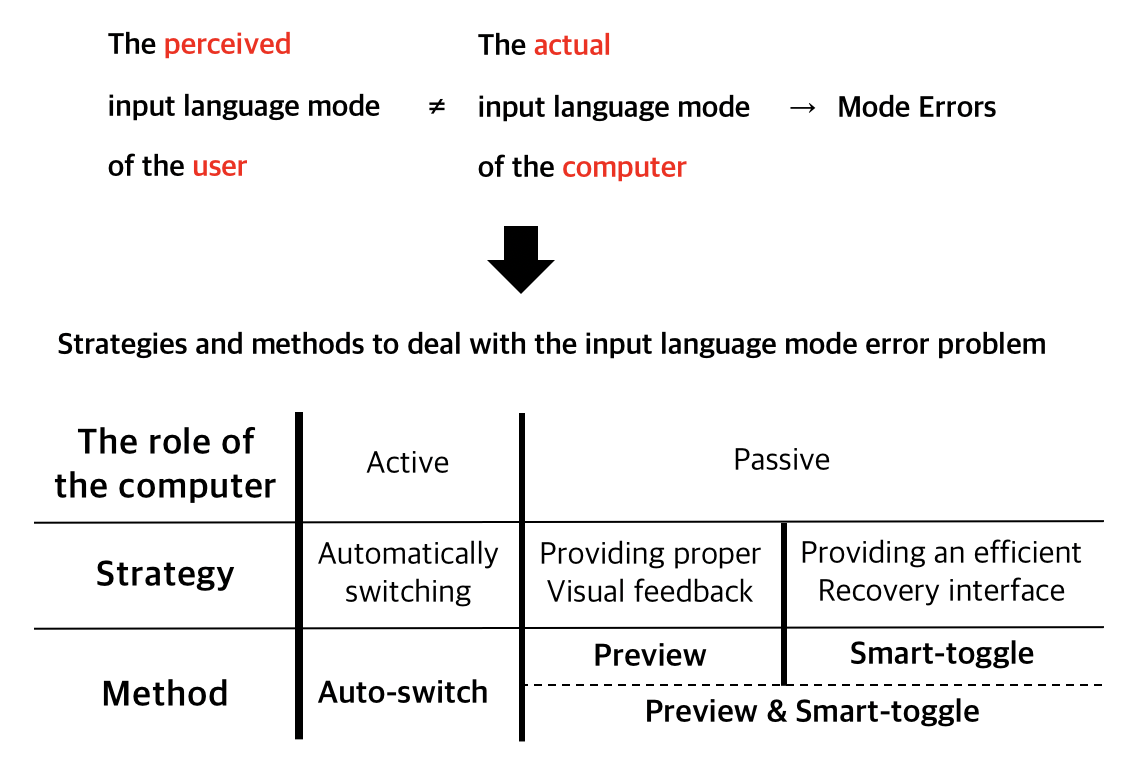 The perceived
input language mode
of the user
≠
The actual
input language mode
of the computer
→ Mode Errors
Strategies and methods to deal with the input language mode error problem
The role of
the computer
Active
Passive
Strategy
Automatically
switching
Providing proper
Visual feedback
Providing an efficient
Recovery interface
Method
Auto-switch
Preview
Smart-toggle
Preview & Smart-toggle